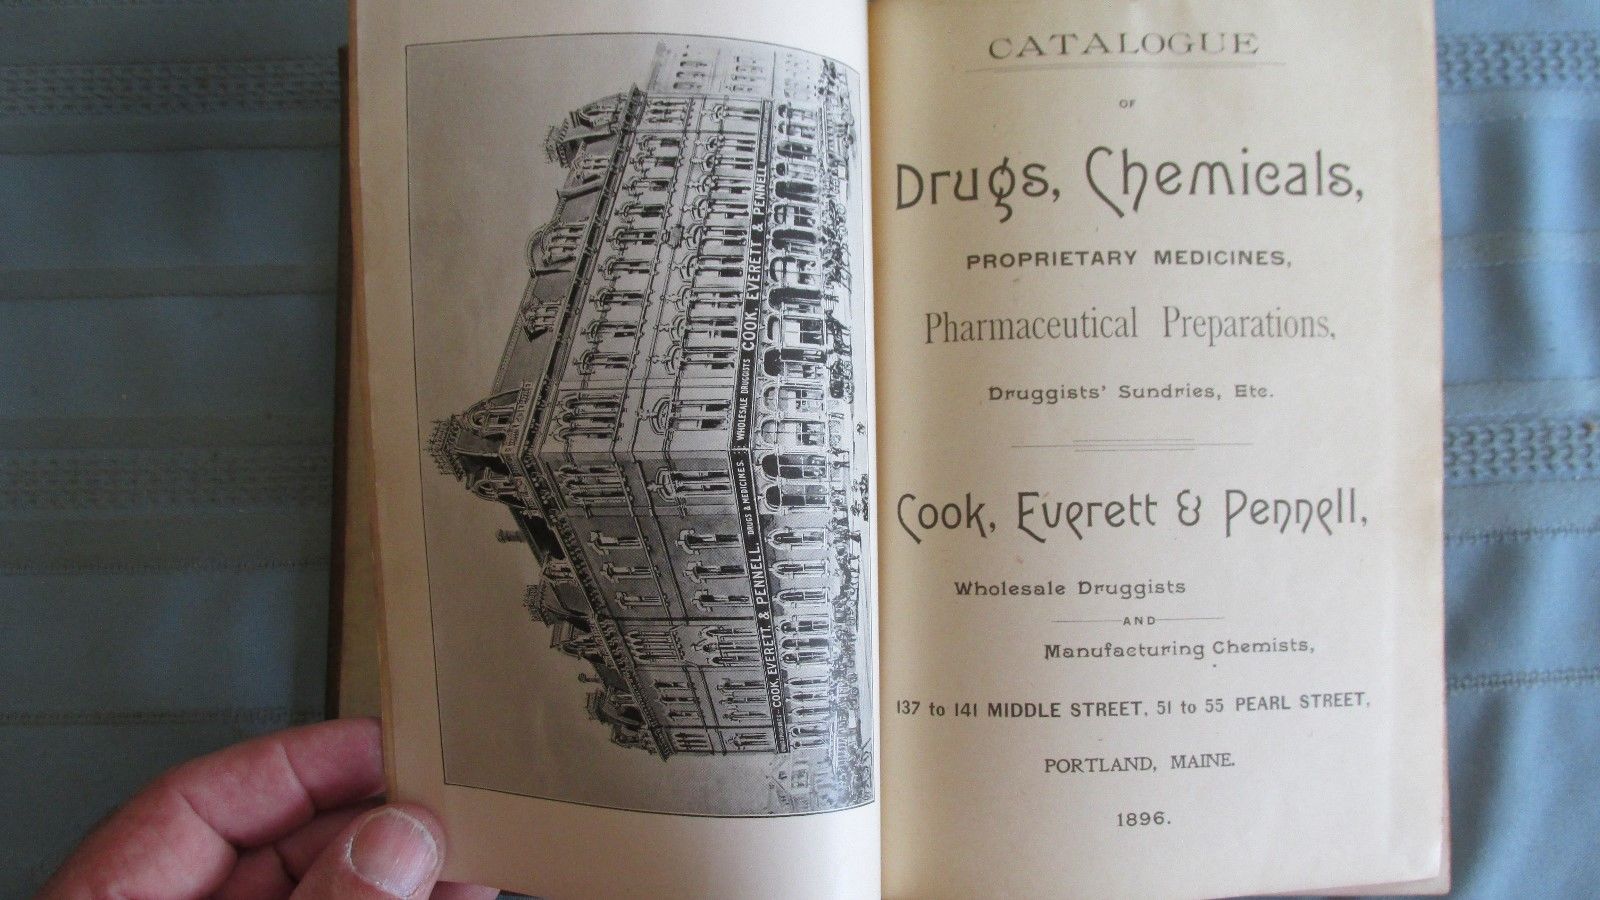 COOK, EVERETT & PENNELL. DRUGS & MEDICINES.
WHOLESALE DRUGGISTS COOK, EVERETT & PENNELL
CATALOGUE
OF
Drugs, Chemicals,
PROPRIETARY MEDICINES,
Pharmaceutical Preparations,
Druggists' Sundries, Etc.
Cook, Everett & Pennell,
Wholesale Druggists
AND
Manufacturing Chemists,
137 to 141 MIDDLE STREET, 51 to 55 PEARL STREET,
PORTLAND, MAINE.
1896.